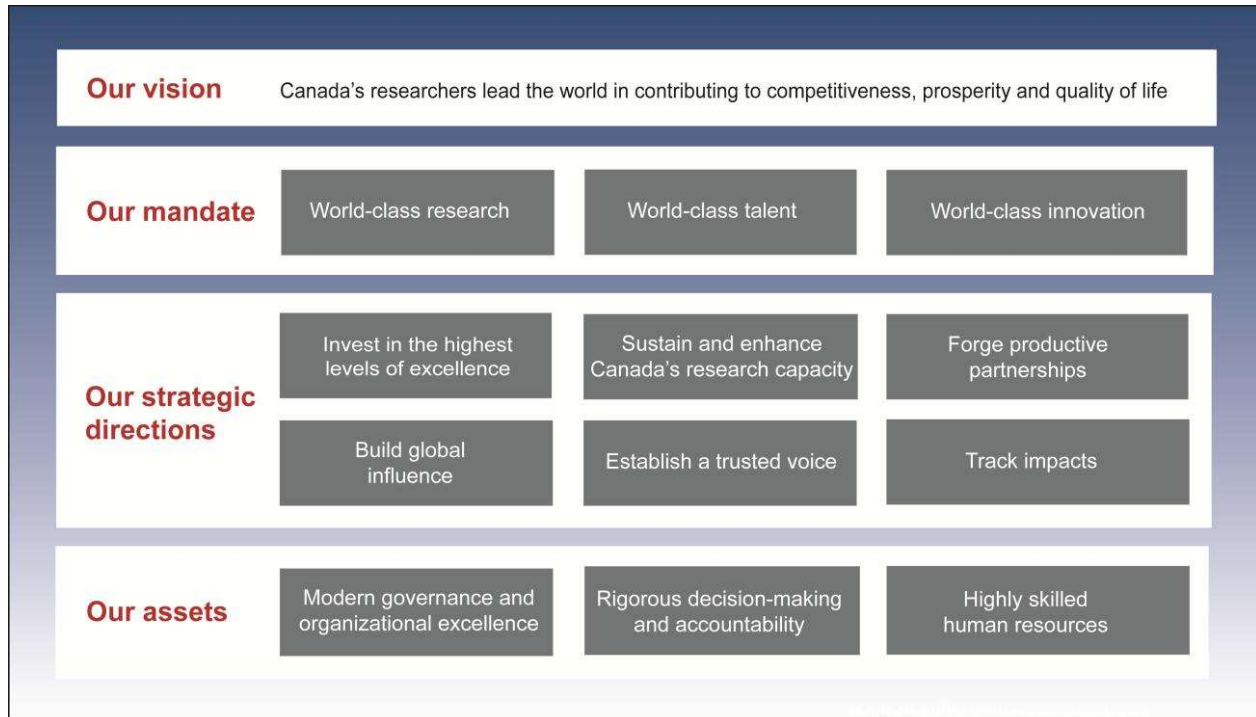 Our vision
Canada's researchers lead the world in contributing to competitiveness, prosperity and quality of life
Our mandate
World-class research
World-class talent
World-class innovation
Our strategic
directions
Invest in the highest
levels of excellence
Sustain and enhance
Canada's research capacity
Forge productive
partnerships
Build global
influence
Establish a trusted voice
Track impacts
Our assets
Modern governance and
organizational excellence
Rigorous decision-making
and accountability
Highly skilled
human resources